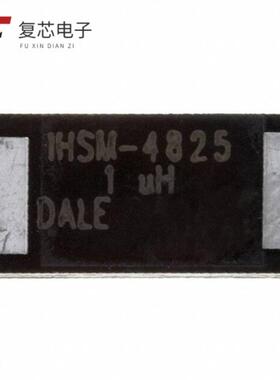 复芯电子
FU XIN DIAN ZI
IHSM-4825
1 uH
DALE